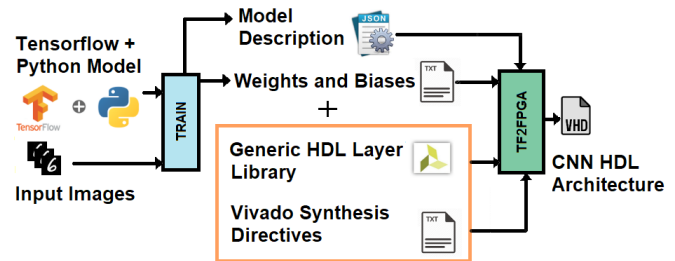 Tensorflow +
Python Model
TensorFlow
Input Images
TRAIN
Model
Description
JSON
Weights and Biases
TXT
+
Generic HDL Layer
Library
Vivado Synthesis
Directives
TXT
TF2FPGA
VHD
CNN HDL
Architecture